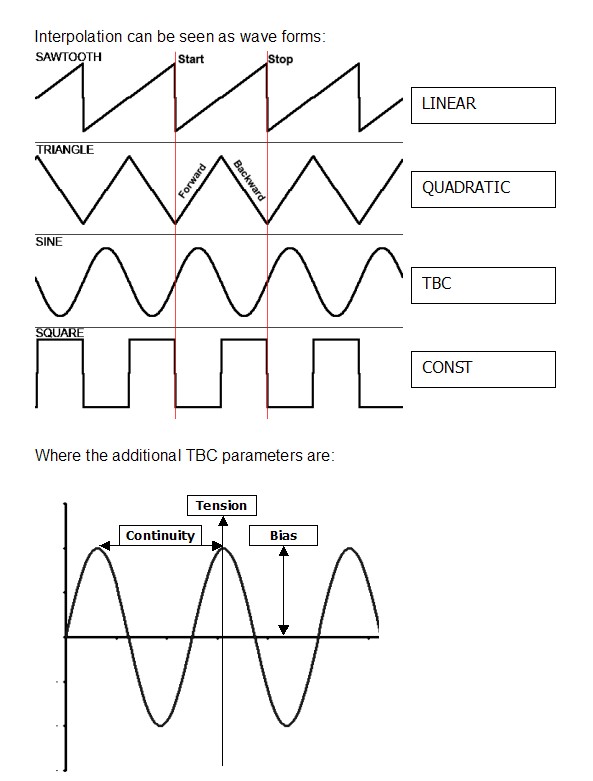 Interpolation can be seen as wave forms:
SAWTOOTH
Start
Stop
LINEAR
TRIANGLE
Forward
Backward
QUADRATIC
SINE
TBC
SQUARE
CONST
Where the additional TBC parameters are:
Tension
Continuity
Bias